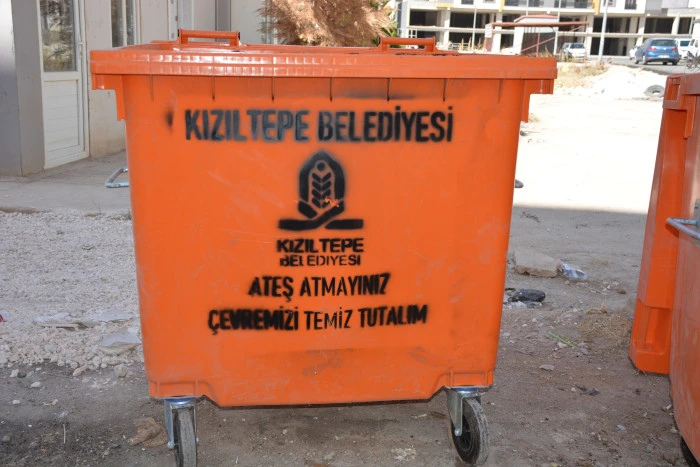 KIZILTEPE BELEDİYESİ
KIZILTEPE
BELEDİYESİ
ATEŞ ATMAYINIZ
ÇEVREMİZİ TEMİZ TUTALIM